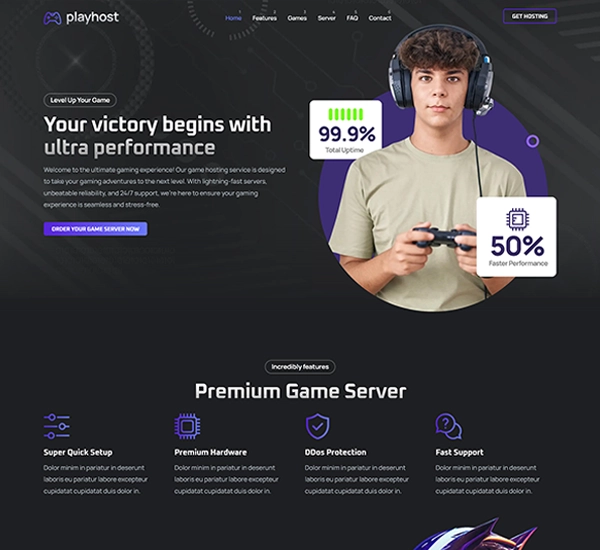 playhost
Home Features Games Server FAQ Contact
GET HOSTING
Level Up Your Game
Your victory begins with
ultra performance
Welcome to the ultimate gaming experience! Our game hosting service is designed
to take your gaming adventures to the next level. With lightning-fast servers,
unbeatable reliability, and 24/7 support, we're here to ensure your gaming
experience is seamless and stress-free.
ORDER YOUR GAME SERVER NOW
99.9%
Total Uptime
50%
Faster Performance
Incredibly features
Premium Game Server
Super Quick Setup
Dolor minim in pariatur in deserunt
laboris eu pariatur labore excepteur
cupidatat cupidatat duis dolor in.
Premium Hardware
Dolor minim in pariatur in deserunt
laboris eu pariatur labore excepteur
cupidatat cupidatat duis dolor in.
DDos Protection
Dolor minim in pariatur in deserunt
laboris eu pariatur labore excepteur
cupidatat cupidatat duis dolor in.
Fast Support
Dolor minim in pariatur in deserunt
laboris eu pariatur labore excepteur
cupidatat cupidatat duis dolor in.